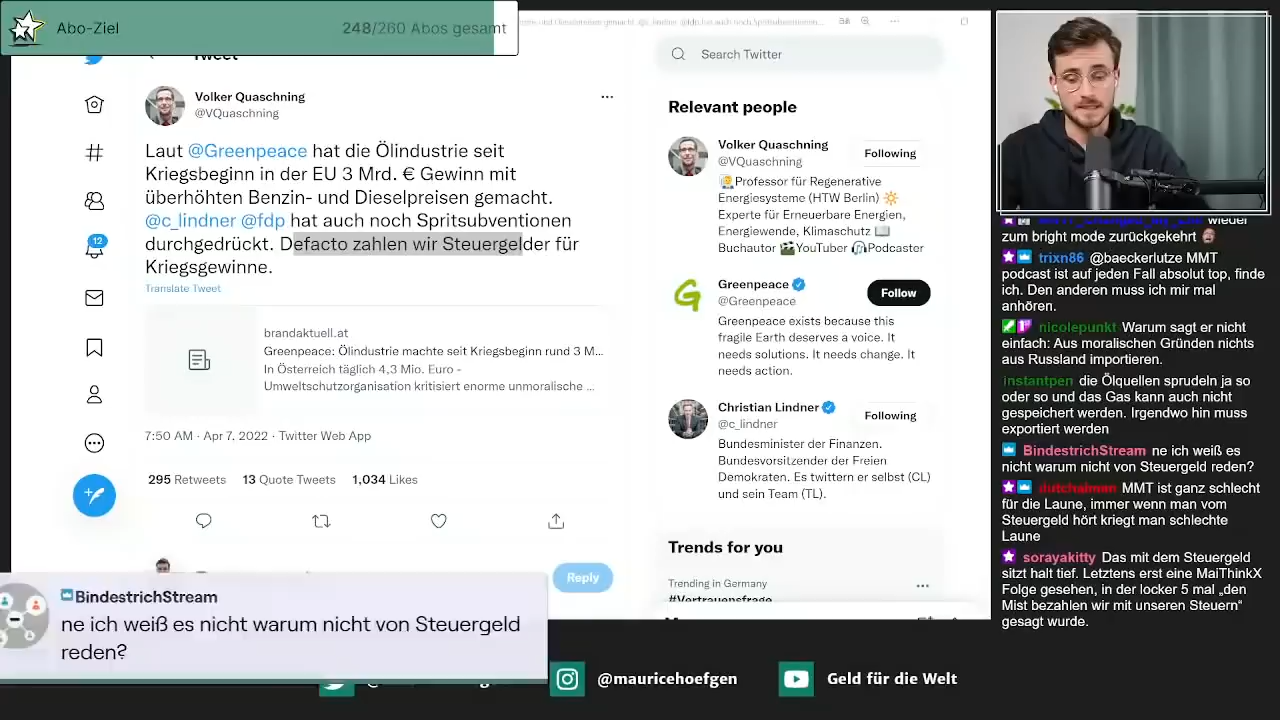 Abo-Ziel
248/260 Abos gesamt
Tweet
Search Twitter
Volker Quaschning
@VQuaschning
Laut @Greenpeace hat die Ölindustrie seit
Kriegsbeginn in der EU 3 Mrd. € Gewinn mit
überhöhten Benzin- und Dieselpreisen gemacht.
@c_lindner @fdp hat auch noch Spritsubventionen
durchgedrückt. Defacto zahlen wir Steuergelder für
Kriegsgewinne.
Translate Tweet
brandaktuell.at
Greenpeace: Ölindustrie machte seit Kriegsbeginn rund 3 M...
In Österreich täglich 4,3 Mio. Euro -
Umweltschutzorganisation kritisiert enorme unmoralische ...
7:50 AM · Apr 7, 2022 · Twitter Web App
295 Retweets 13 Quote Tweets 1,034 Likes
Reply
12
Relevant people
Volker Quaschning
@VQuaschning
Following
Professor für Regenerative
Energiesysteme (HTW Berlin)
Experte für Erneuerbare Energien,
Energiewende, Klimaschutz
Buchautor YouTuber Podcaster
Greenpeace
@Greenpeace
Follow
Greenpeace exists because this
fragile Earth deserves a voice. It
needs solutions. It needs change. It
needs action.
Christian Lindner
@c_lindner
Following
Bundesminister der Finanzen.
Bundesvorsitzender der Freien
Demokraten. Es twittern er selbst (CL)
und sein Team (TL).
Trends for you
Trending in Germany
#Vertrauensfrage
wieder
zum bright mode zurückgekehrt
trixn86 @baeckerlutze MMT
podcast ist auf jeden Fall absolut top, finde
ich. Den anderen muss ich mir mal
anhören.
nicolepunkt Warum sagt er nicht
einfach: Aus moralischen Gründen nichts
aus Russland importieren.
instantpen die Ölquellen sprudeln ja so
oder so und das Gas kann auch nicht
gespeichert werden. Irgendwo hin muss
exportiert werden
BindestrichStream ne ich weiß es
nicht warum nicht von Steuergeld reden?
dutchalman MMT ist ganz schlecht
für die Laune, immer wenn man vom
Steuergeld hört kriegt man schlechte
Laune
sorayakitty Das mit dem Steuergeld
sitzt halt tief. Letztens erst eine MaiThinkX
Folge gesehen, in der locker 5 mal „den
Mist bezahlen wir mit unseren Steuern"
gesagt wurde.
BindestrichStream
ne ich weiß es nicht warum nicht von Steuergeld
reden?
@mauricehoefgen
Geld für die Welt